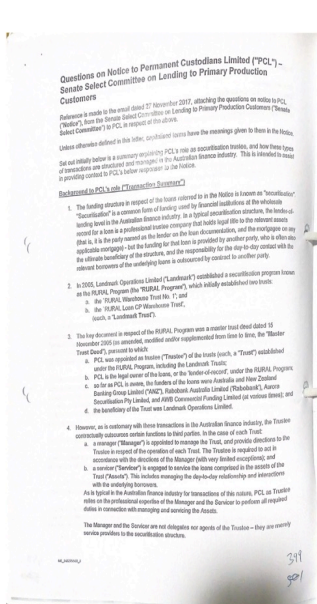 Questions on Notice to Permanent Custodians Limited ("PCL") –
Senate Select Committee on Lending to Primary Production
Customers
Reference is made to the email dated 27 November 2017, attaching the questions on notice to PCL
("Notice"), from the Senate Select Committee on Lending to Primary Production Customers ("Senate
Select Committee") to PCL in respect of the above.
Unless otherwise defined in this letter, capitalised terms have the meanings given to them in the Notice.
Set out initially below is a summary explaining PCL's role as securitisation trustee, and how these types
of transactions are structured and managed in the Australian finance industry. This is intended to assist
in providing context to PCL's below responses to the Notice.
Background to PCL's role ("Transaction Summary")
1. The funding structure in respect of the loans referred to in the Notice is known as "securitisation".
"Securitisation" is a common form of funding used by financial institutions at the wholesale
lending level in the Australian finance industry. In a typical securitisation structure, the lender-of-
record for a loan is a professional trustee company that holds legal title to the relevant assets
(that is, it is the party named as the lender on the loan documentation, and the mortgagee on any
applicable mortgage) - but the funding for that loan is provided by another party, who is often also
the ultimate beneficiary of the structure, and the responsibility for the day-to-day contact with the
relevant borrowers of the underlying loans is outsourced by contract to another party.
2. In 2005, Landmark Operations Limited ("Landmark") established a securitisation program known
as the RURAL Program (the "RURAL Program"), which initially established two trusts:
a. the 'RURAL Warehouse Trust No. 1'; and
b. the 'RURAL Loan CP Warehouse Trust',
(each, a "Landmark Trust").
3. The key document in respect of the RURAL Program was a master trust deed dated 18
November 2005 (as amended, modified and/or supplemented from time to time, the "Master
Trust Deed"), pursuant to which:
a. PCL was appointed as trustee ("Trustee") of the trusts (each, a "Trust") established
under the RURAL Program, including the Landmark Trusts;
b. PCL is the legal owner of the loans, or the 'lender-of-record', under the RURAL Program;
c. so far as PCL is aware, the funders of the loans were Australia and New Zealand
Banking Group Limited ("ANZ"), Rabobank Australia Limited ("Rabobank"), Aurora
Securitisation Pty Limited, and AWB Commercial Funding Limited (at various times); and
d. the beneficiary of the Trust was Landmark Operations Limited.
4. However, as is customary with these transactions in the Australian finance industry, the Trustee
contractually outsources certain functions to third parties. In the case of each Trust:
a. a manager ("Manager") is appointed to manage the Trust, and provide directions to the
Trustee in respect of the operation of each Trust. The Trustee is required to act in
accordance with the directions of the Manager (with very limited exceptions); and
b. a servicer ("Servicer") is engaged to service the loans comprised in the assets of the
Trust ("Assets"). This includes managing the day-to-day relationship and interactions
with the underlying borrowers.
As is typical in the Australian finance industry for transactions of this nature, PCL as Trustee
relies on the professional expertise of the Manager and the Servicer to perform all required
duties in connection with managing and servicing the Assets.
The Manager and the Servicer are not delegates nor agents of the Trustee – they are merely
service providers to the securitisation structure.